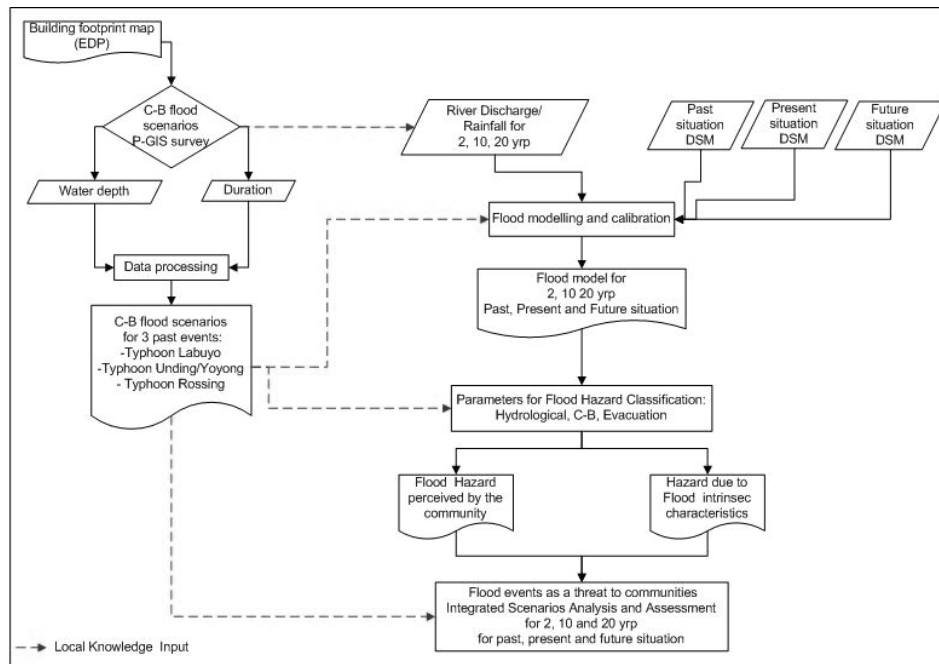 Building footprint map
(EDP)
C-B flood
scenarios
P-GIS survey
Water depth
Duration
Data processing
C-B flood scenarios
for 3 past events:
-Typhoon Labuyo
-Typhoon Unding/Yoyong
- Typhoon Rossing
River Discharge/
Rainfall for
2, 10, 20 yrp
Past
situation
DSM
Present
situation
DSM
Future
situation
DSM
Flood modelling and calibration
Flood model for
2, 10 20 yrp
Past, Present and Future situation
Parameters for Flood Hazard Classification:
Hydrological, C-B, Evacuation
Flood Hazard
perceived by the
community
Hazard due to
Flood intrinsec
characteristics
Flood events as a threat to communities
Integrated Scenarios Analysis and Assessment
for 2, 10 and 20 yrp
for past, present and future situation
Local Knowledge Input